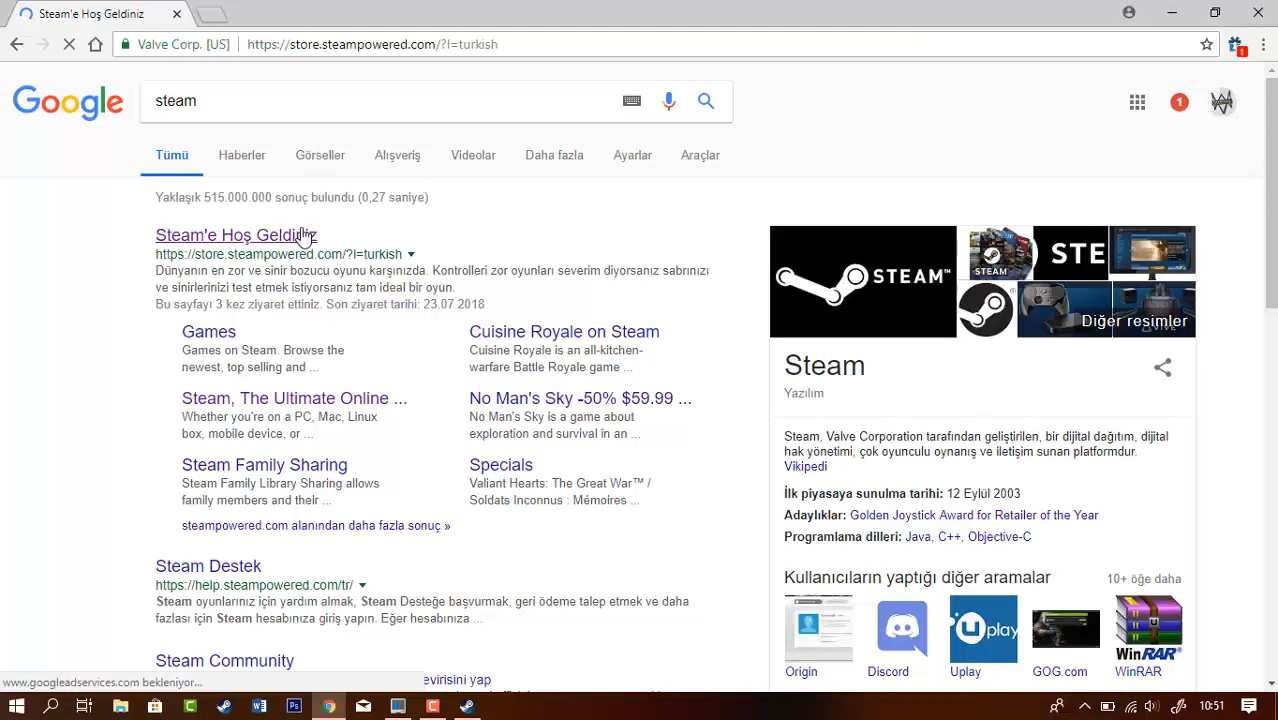 Steam'e Hoş Geldiniz
Valve Corp. [US] https://store.steampowered.com/?l=turkish
1
Google
steam
1
Tümü Haberler Görseller Alışveriş Videolar Daha fazla Ayarlar Araçlar
Yaklaşık 515.000.000 sonuç bulundu (0,27 saniye)
Steam'e Hoş Geldiniz
https://store.steampowered.com/?l=turkish
Dünyanın en zor ve sinir bozucu oyunu karşınızda. Kontrolleri zor oyunları severim diyorsanız sabrınızı
ve sinirlerinizi test etmek istiyorsanız tam ideal bir oyun.
Bu sayfayı 3 kez ziyaret ettiniz. Son ziyaret tarihi: 23.07.2018
Games
Games on Steam. Browse the
newest, top selling and ...
Cuisine Royale on Steam
Cuisine Royale is an all-kitchen-
warfare Battle Royale game ...
Steam, The Ultimate Online ...
Whether you're on a PC, Mac, Linux
box, mobile device, or ...
No Man's Sky -50% $59.99 ...
No Man's Sky is a game about
exploration and survival in an ...
Steam Family Sharing
Steam Family Library Sharing allows
family members and their ...
Specials
Valiant Hearts: The Great War™ /
Soldats Inconnus : Mémoires ...
steampowered.com alanından daha fazla sonuç »
Steam Destek
https://help.steampowered.com/tr/
Steam oyunlarınız için yardım almak, Steam Desteğe başvurmak, geri ödeme talep etmek ve daha
fazlası için Steam hesabınıza giriş yapın. Eğer hesabınıza ...
Steam Community
evirisini yap
www.googleadservices.com bekleniyor...
STEAM™
STEAM
STE
VIVE
Diğer resimler
Steam
Yazılım
Steam, Valve Corporation tarafından geliştirilen, bir dijital dağıtım, dijital
hak yönetimi, çok oyunculu oynanış ve iletişim sunan platformdur.
Vikipedi
İlk piyasaya sunulma tarihi: 12 Eylül 2003
Adaylıklar: Golden Joystick Award for Retailer of the Year
Programlama dilleri: Java, C++, Objective-C
Kullanıcıların yaptığı diğer aramalar 10+ öğe daha
uplay
WinRAR
Origin Discord Uplay GOG.com WinRAR
10:51